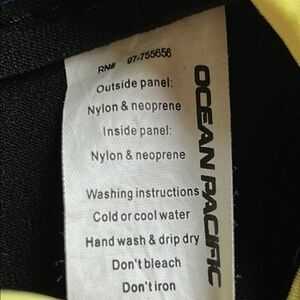 RN# 97-755656
Outside panel:
Nylon & neoprene
Inside panel:
Nylon & neoprene
Washing instructions
Cold or cool water
Hand wash & drip dry
Don't bleach
Don't iron
OCEAN PACIFIC